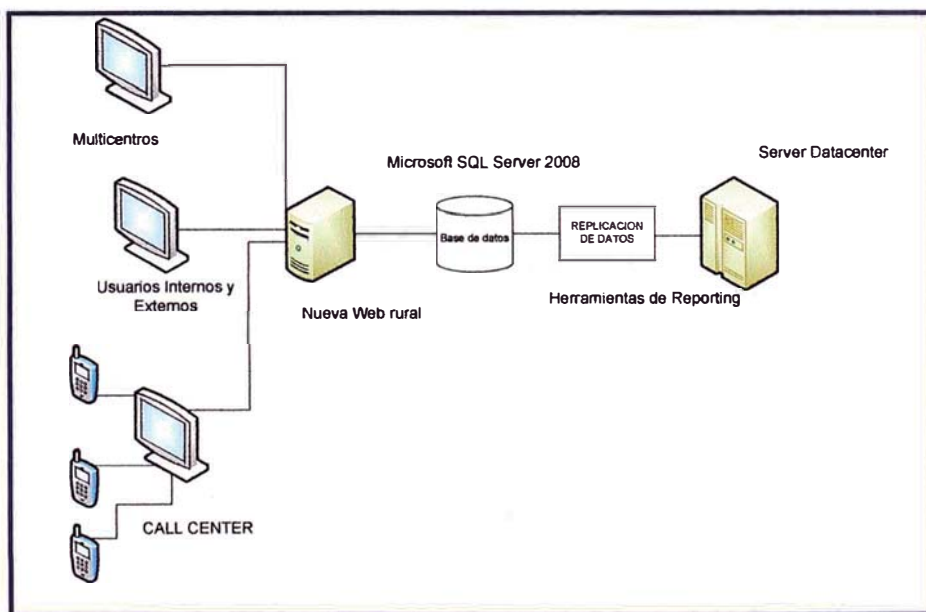 Multicentros
Microsoft SQL Server 2008
Server Datacenter
Base de datos
REPLICACION
DE DATOS
Usuarios Internos y
Externos
Nueva Web rural
Herramientas de Reporting
CALL CENTER